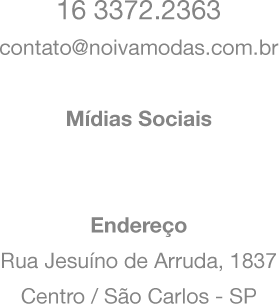 16 3372.2363
contato@noivamodas.com.br
Mídias Sociais
Endereço
Rua Jesuíno de Arruda, 1837
Centro / São Carlos - SP